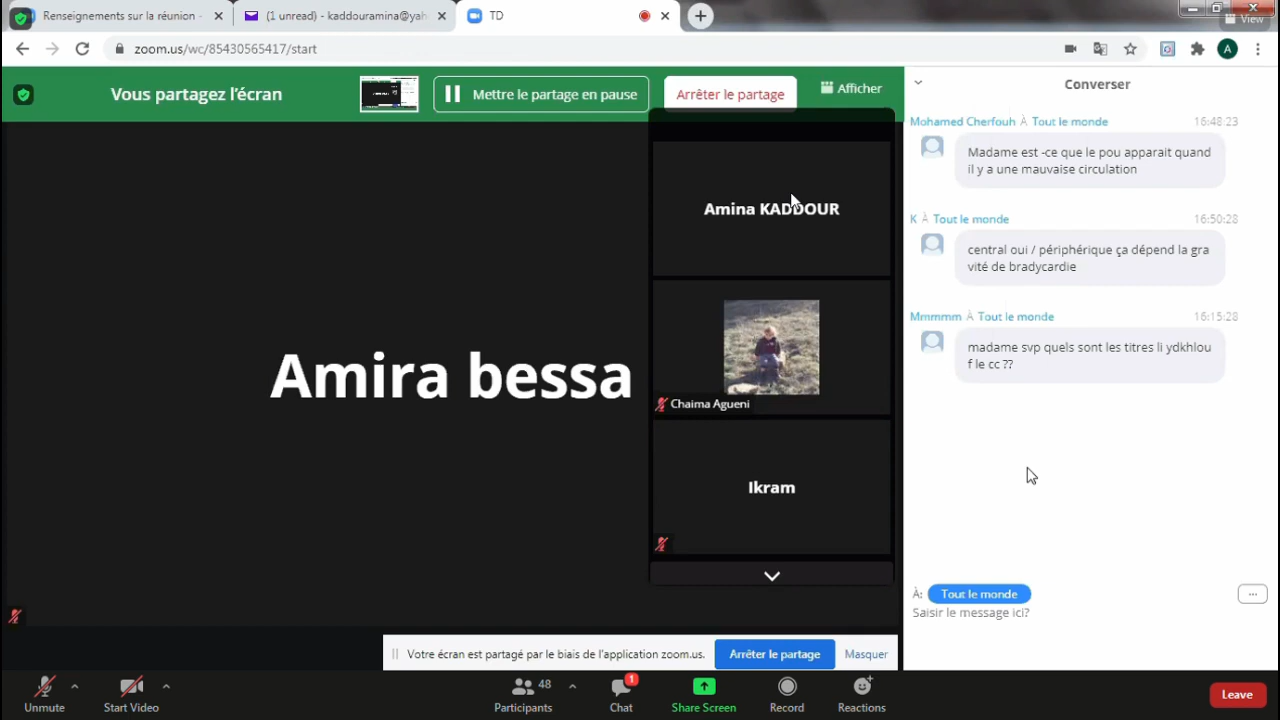 Renseignements sur la réunion -
(1 unread) - kaddouramina@yah
TD
View
zoom.us/wc/85430565417/start
A
Vous partagez l'écran
Mettre le partage en pause
Arrêter le partage
Afficher
Converser
Mohamed Cherfouh À Tout le monde 16:48:23
Madame est -ce que le pou apparait quand
il y a une mauvaise circulation
Amina KADDOUR
K À Tout le monde 16:50:28
central oui / périphérique ça dépend la gra
vité de bradycardie
Mmmmm À Tout le monde 16:15:28
madame svp quels sont les titres li ydkhlou
f le cc ??
Amira bessa
Chaima Agueni
Ikram
À: Tout le monde ...
Saisir le message ici?
Votre écran est partagé par le biais de l'application zoom.us.
Arrêter le partage
Masquer
Unmute
Start Video
48
Participants
1
Chat
Share Screen
Record
Reactions
Leave